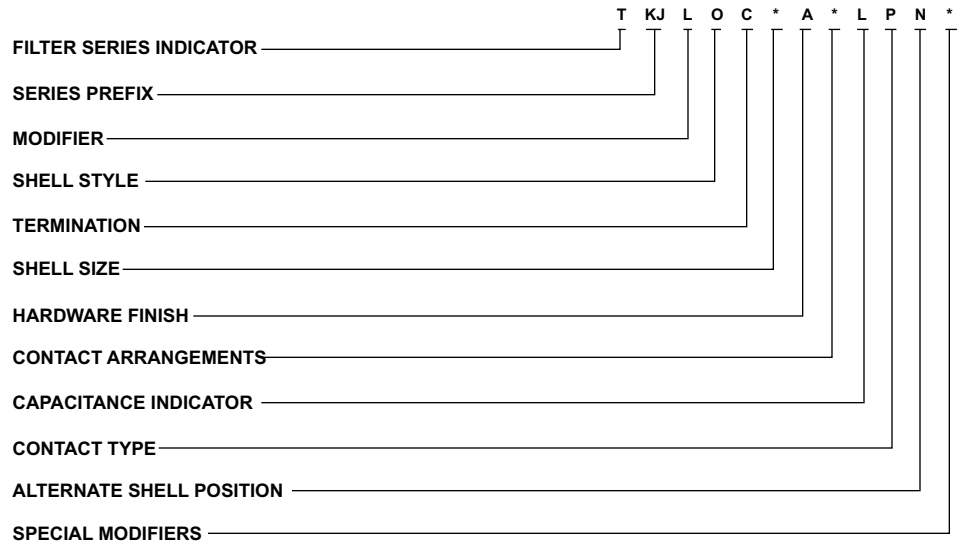 T KJ L O C * A * L P N *
FILTER SERIES INDICATOR
SERIES PREFIX
MODIFIER
SHELL STYLE
TERMINATION
SHELL SIZE
HARDWARE FINISH
CONTACT ARRANGEMENTS
CAPACITANCE INDICATOR
CONTACT TYPE
ALTERNATE SHELL POSITION
SPECIAL MODIFIERS